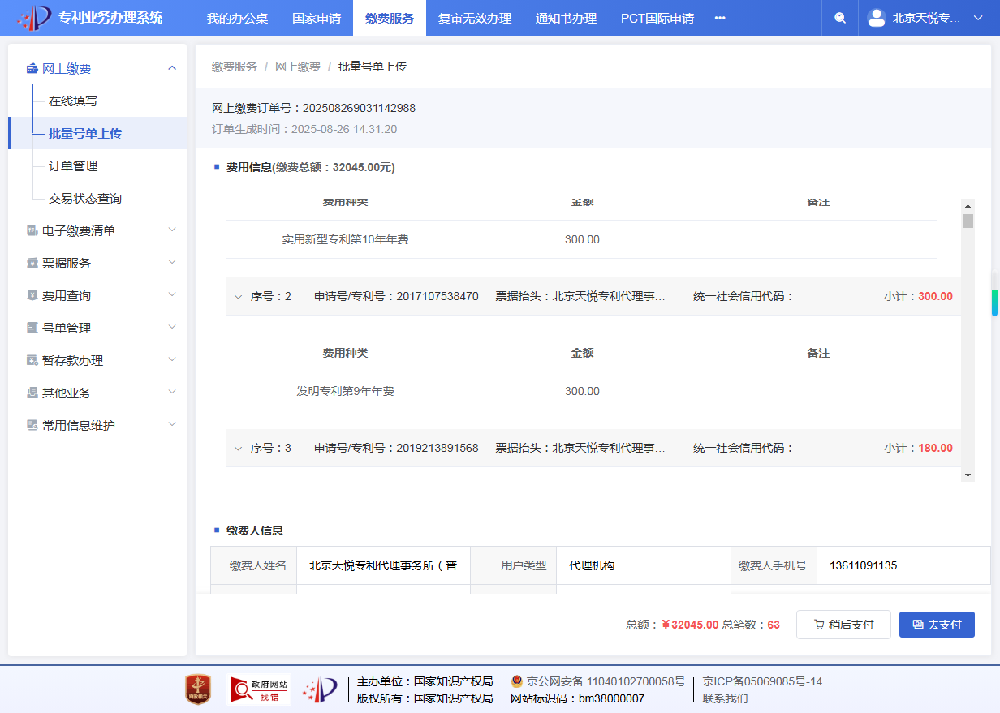 专利业务办理系统 我的办公桌 国家申请 缴费服务 复审无效办理 通知书办理 PCT国际申请 ••• 北京天悦专...
网上缴费
在线填写
批量号单上传
订单管理
交易状态查询
电子缴费清单
票据服务
费用查询
号单管理
暂存款办理
其他业务
常用信息维护
缴费服务 / 网上缴费 / 批量号单上传
网上缴费订单号：202508269031142988
订单生成时间：2025-08-26 14:31:20
费用信息(缴费总额：32045.00元)
费用种类 金额 备注
实用新型专利第10年年费 300.00
序号：2 申请号/专利号：2017107538470 票据抬头：北京天悦专利代理事... 统一社会信用代码： 小计：300.00
费用种类 金额 备注
发明专利第9年年费 300.00
序号：3 申请号/专利号：2019213891568 票据抬头：北京天悦专利代理事... 统一社会信用代码： 小计：180.00
缴费人信息
缴费人姓名 北京天悦专利代理事务所（普... 用户类型 代理机构 缴费人手机号 13611091135
总额：￥32045.00 总笔数：63 稍后支付 去支付
党政机关
政府网站
找错
主办单位：国家知识产权局
版权所有：国家知识产权局
京公网安备 11040102700058号
网站标识码：bm38000007
京ICP备05069085号-14
联系我们